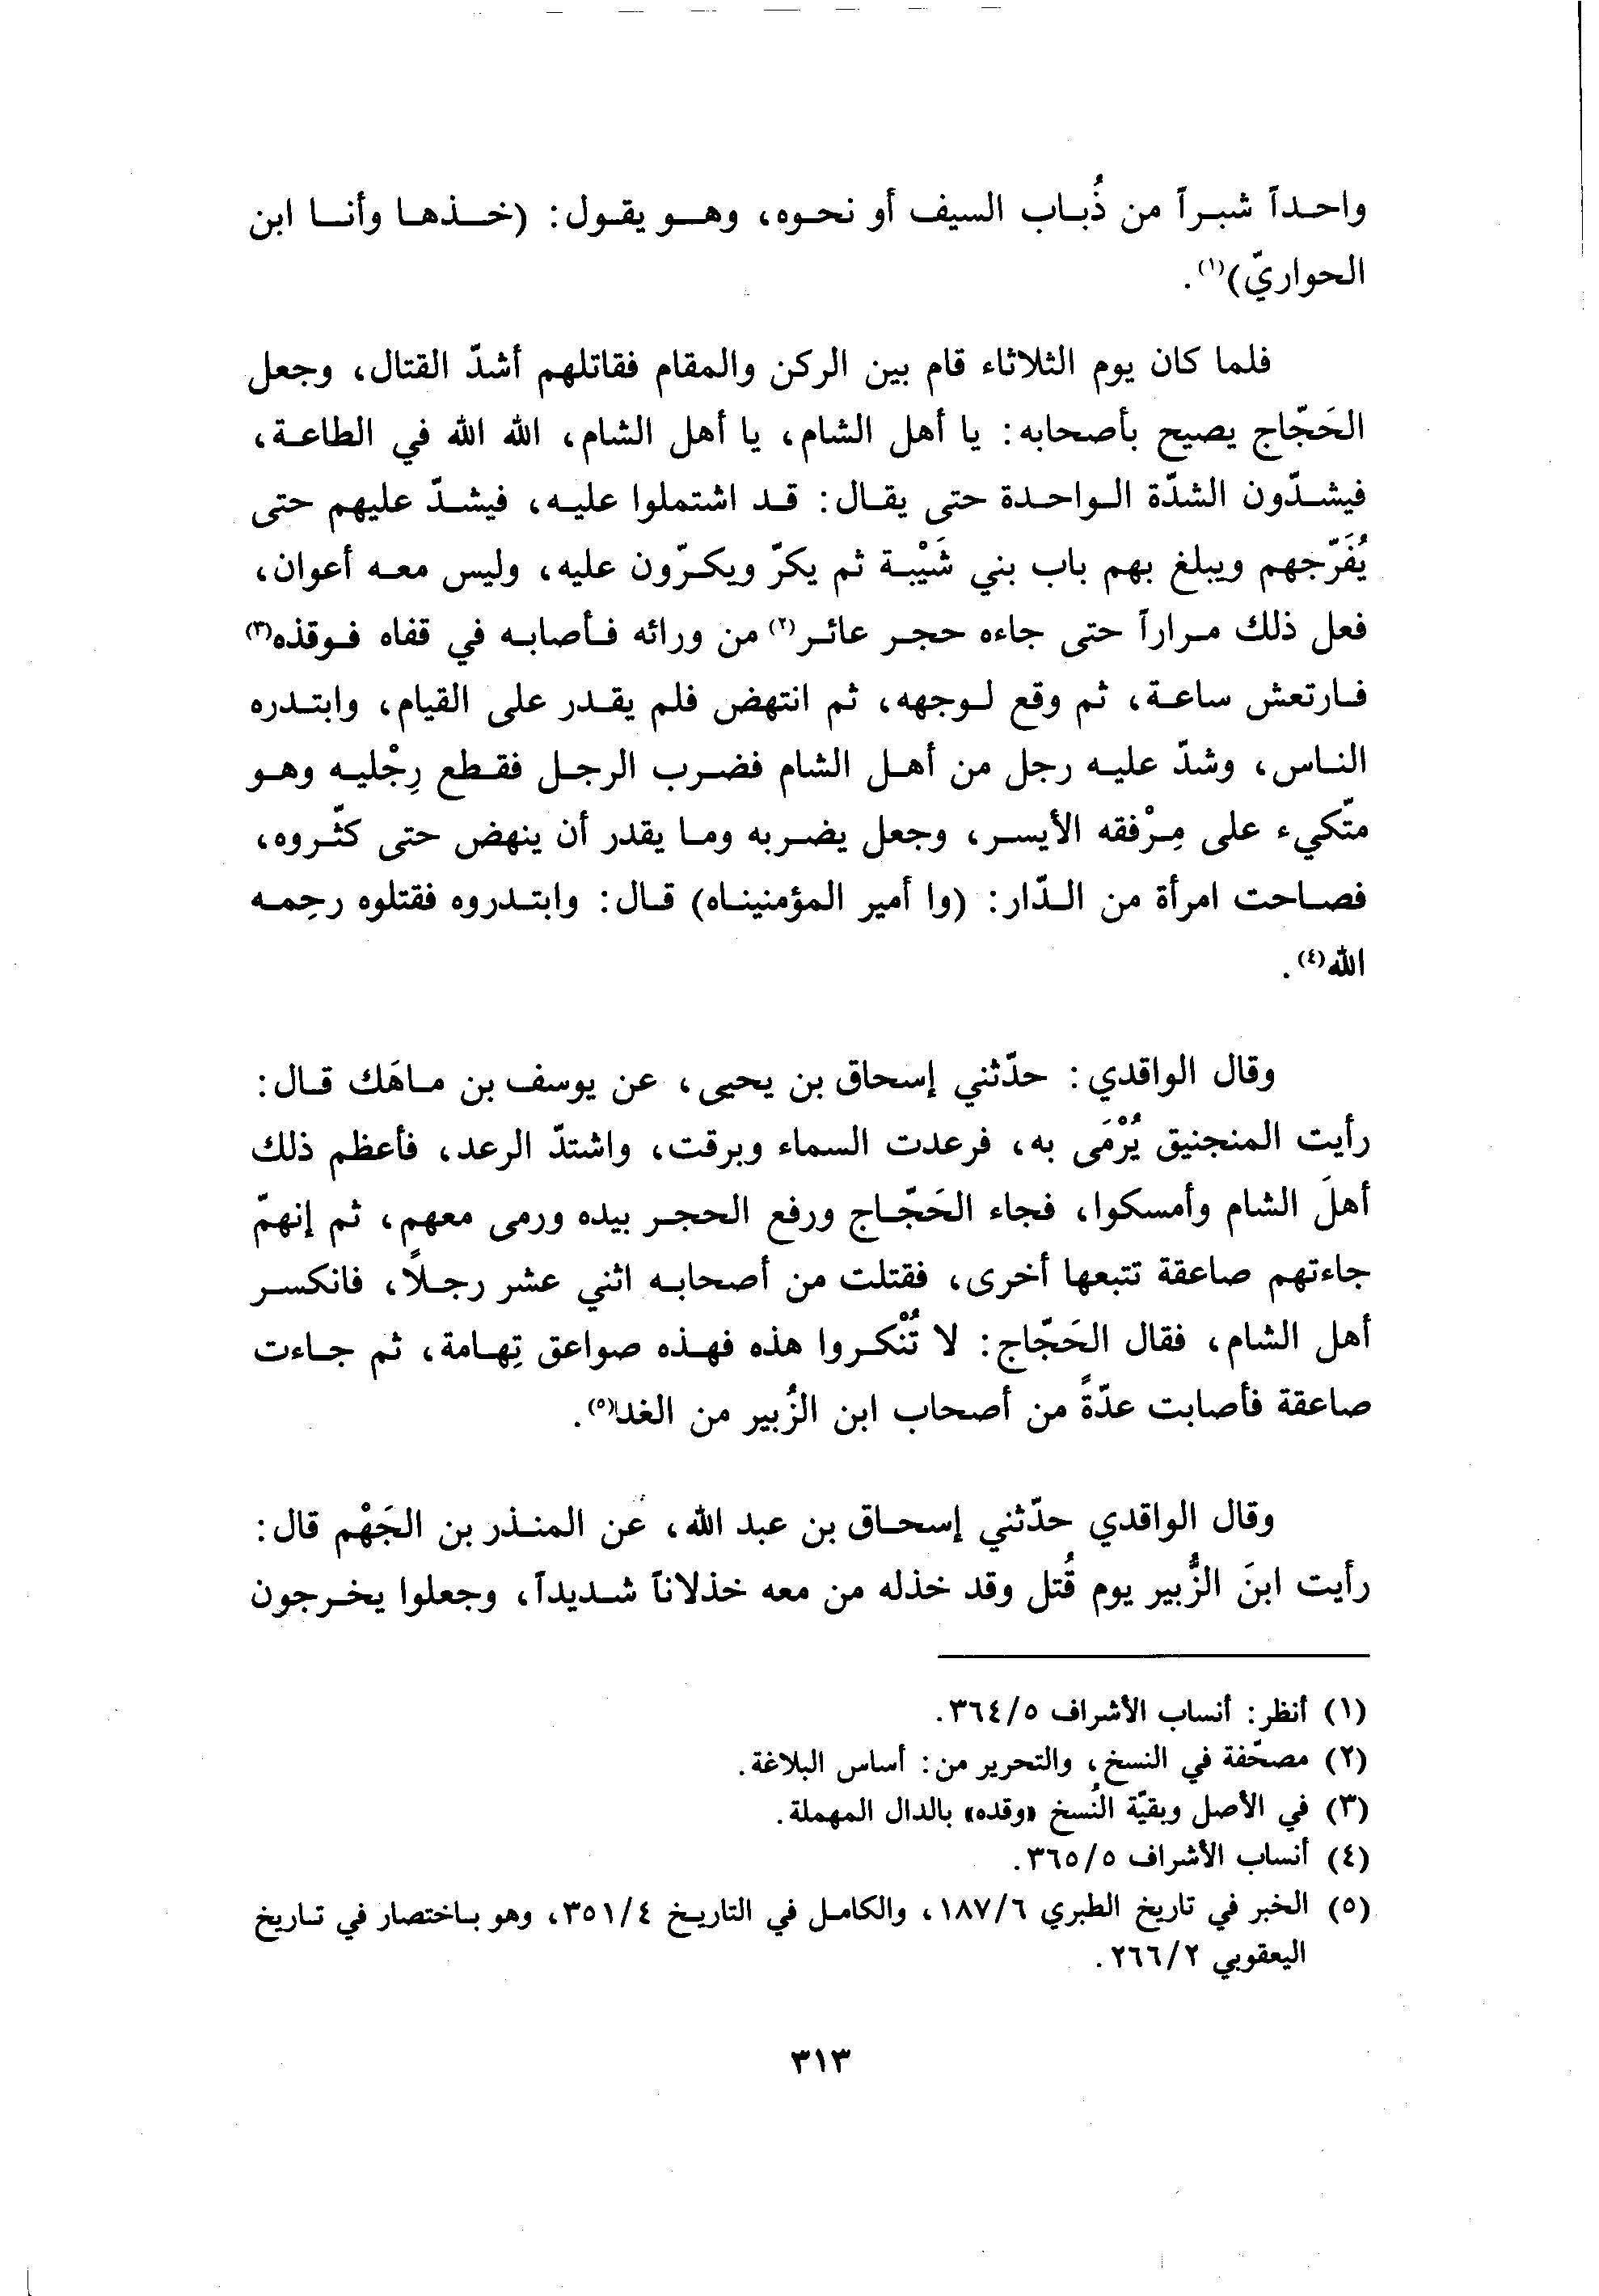 واحداً شبراً من ذُباب السيف أو نحوه، وهو يقول: (خذها وأنا ابن
الحواريّ)(١).
فلما كان يوم الثلاثاء قام بين الركن والمقام فقاتلهم أشدّ القتال، وجعل
الحَجّاج يصيح بأصحابه: يا أهل الشام، يا أهل الشام، الله الله في الطاعة،
فيشدّون الشدّة الواحدة حتى يقال: قد اشتملوا عليه، فيشدّ عليهم حتى
يُفَرّجهم ويبلغ بهم باب بني شَيْبة ثم يكرّ ويكرّون عليه، وليس معه أعوان،
فعل ذلك مراراً حتى جاءه حجر عائر(٢) من ورائه فأصابه في قفاه فوقذه(٣)
فارتعش ساعة، ثم وقع لوجهه، ثم انتهض فلم يقدر على القيام، وابتدره
الناس، وشدّ عليه رجل من أهل الشام فضرب الرجل فقطع رِجْليه وهو
متّكيء على مِرْفقه الأيسر، وجعل يضربه وما يقدر أن ينهض حتى كثّروه،
فصاحت امرأة من الدّار: (وا أمير المؤمنيناه) قال: وابتدروه فقتلوه رحِمه
الله(٤).
وقال الواقدي: حدّثني إسحاق بن يحيى، عن يوسف بن ماهَك قال:
رأيت المنجنيق يُرْمَى به، فرعدت السماء وبرقت، واشتدّ الرعد، فأعظم ذلك
أهلَ الشام وأمسكوا، فجاء الحَجّاج ورفع الحجر بيده ورمى معهم، ثم إنهمّ
جاءتهم صاعقة تتبعها أخرى، فقتلت من أصحابه اثني عشر رجلاً، فانكسر
أهل الشام، فقال الحَجّاج: لا تُنْكروا هذه فهذه صواعق تِهامة، ثم جاءت
صاعقة فأصابت عدّةً من أصحاب ابن الزُبير من الغد(٥).
وقال الواقدي حدّثني إسحاق بن عبد الله، عن المنذر بن الجَهْم قال:
رأيت ابنَ الزُّبير يوم قُتل وقد خذله من معه خذلاناً شديداً، وجعلوا يخرجون
(١) أنظر: أنساب الأشراف ٣٦٤/٥.
(٢) مصحّفة في النسخ، والتحرير من: أساس البلاغة.
(٣) في الأصل وبقيّة النُسخ «وقده» بالدال المهملة.
(٤) أنساب الأشراف ٣٦٥/٥.
(٥) الخبر في تاريخ الطبري ١٨٧/٦، والكامل في التاريخ ٣٥١/٤، وهو باختصار في تاريخ
اليعقوبي ٢٦٦/٢.
٣١٣